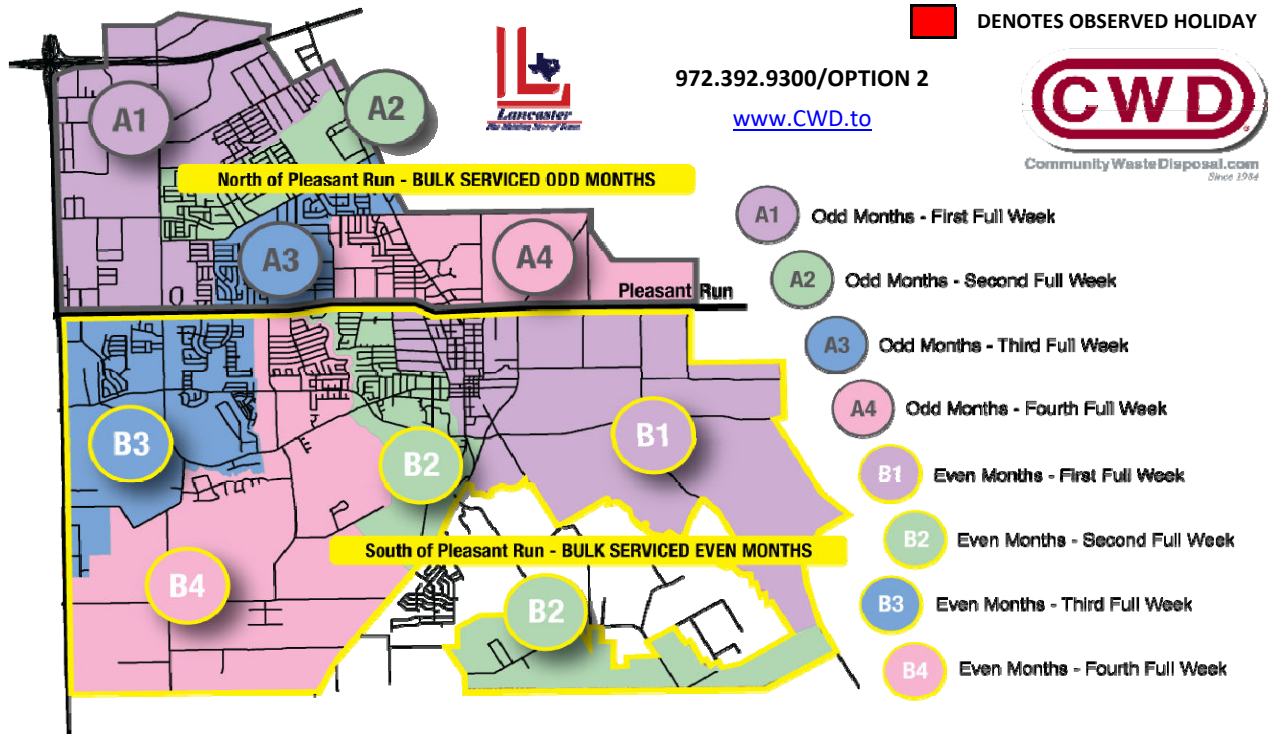 DENOTES OBSERVED HOLIDAY
Lancaster
972.392.9300/OPTION 2
www.CWD.to
CWD
CommunityWasteDisposal.com
Since 1984
A1
A2
North of Pleasant Run - BULK SERVICED ODD MONTHS
A3
A4
Pleasant Run
B3
B2
B1
South of Pleasant Run - BULK SERVICED EVEN MONTHS
B4
B2
A1 Odd Months - First Full Week
A2 Odd Months - Second Full Week
A3 Odd Months - Third Full Week
A4 Odd Months - Fourth Full Week
B1 Even Months - First Full Week
B2 Even Months - Second Full Week
B3 Even Months - Third Full Week
B4 Even Months - Fourth Full Week